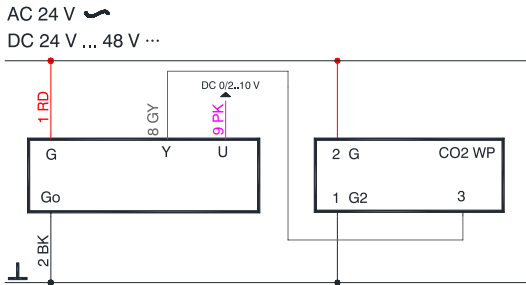 AC 24 V
DC 24 V ... 48 V ⎓
DC 0/2..10 V
1 RD
8 GY
9 PK
G Y U
2 G CO2 WP
Go
1 G2 3
2 BK